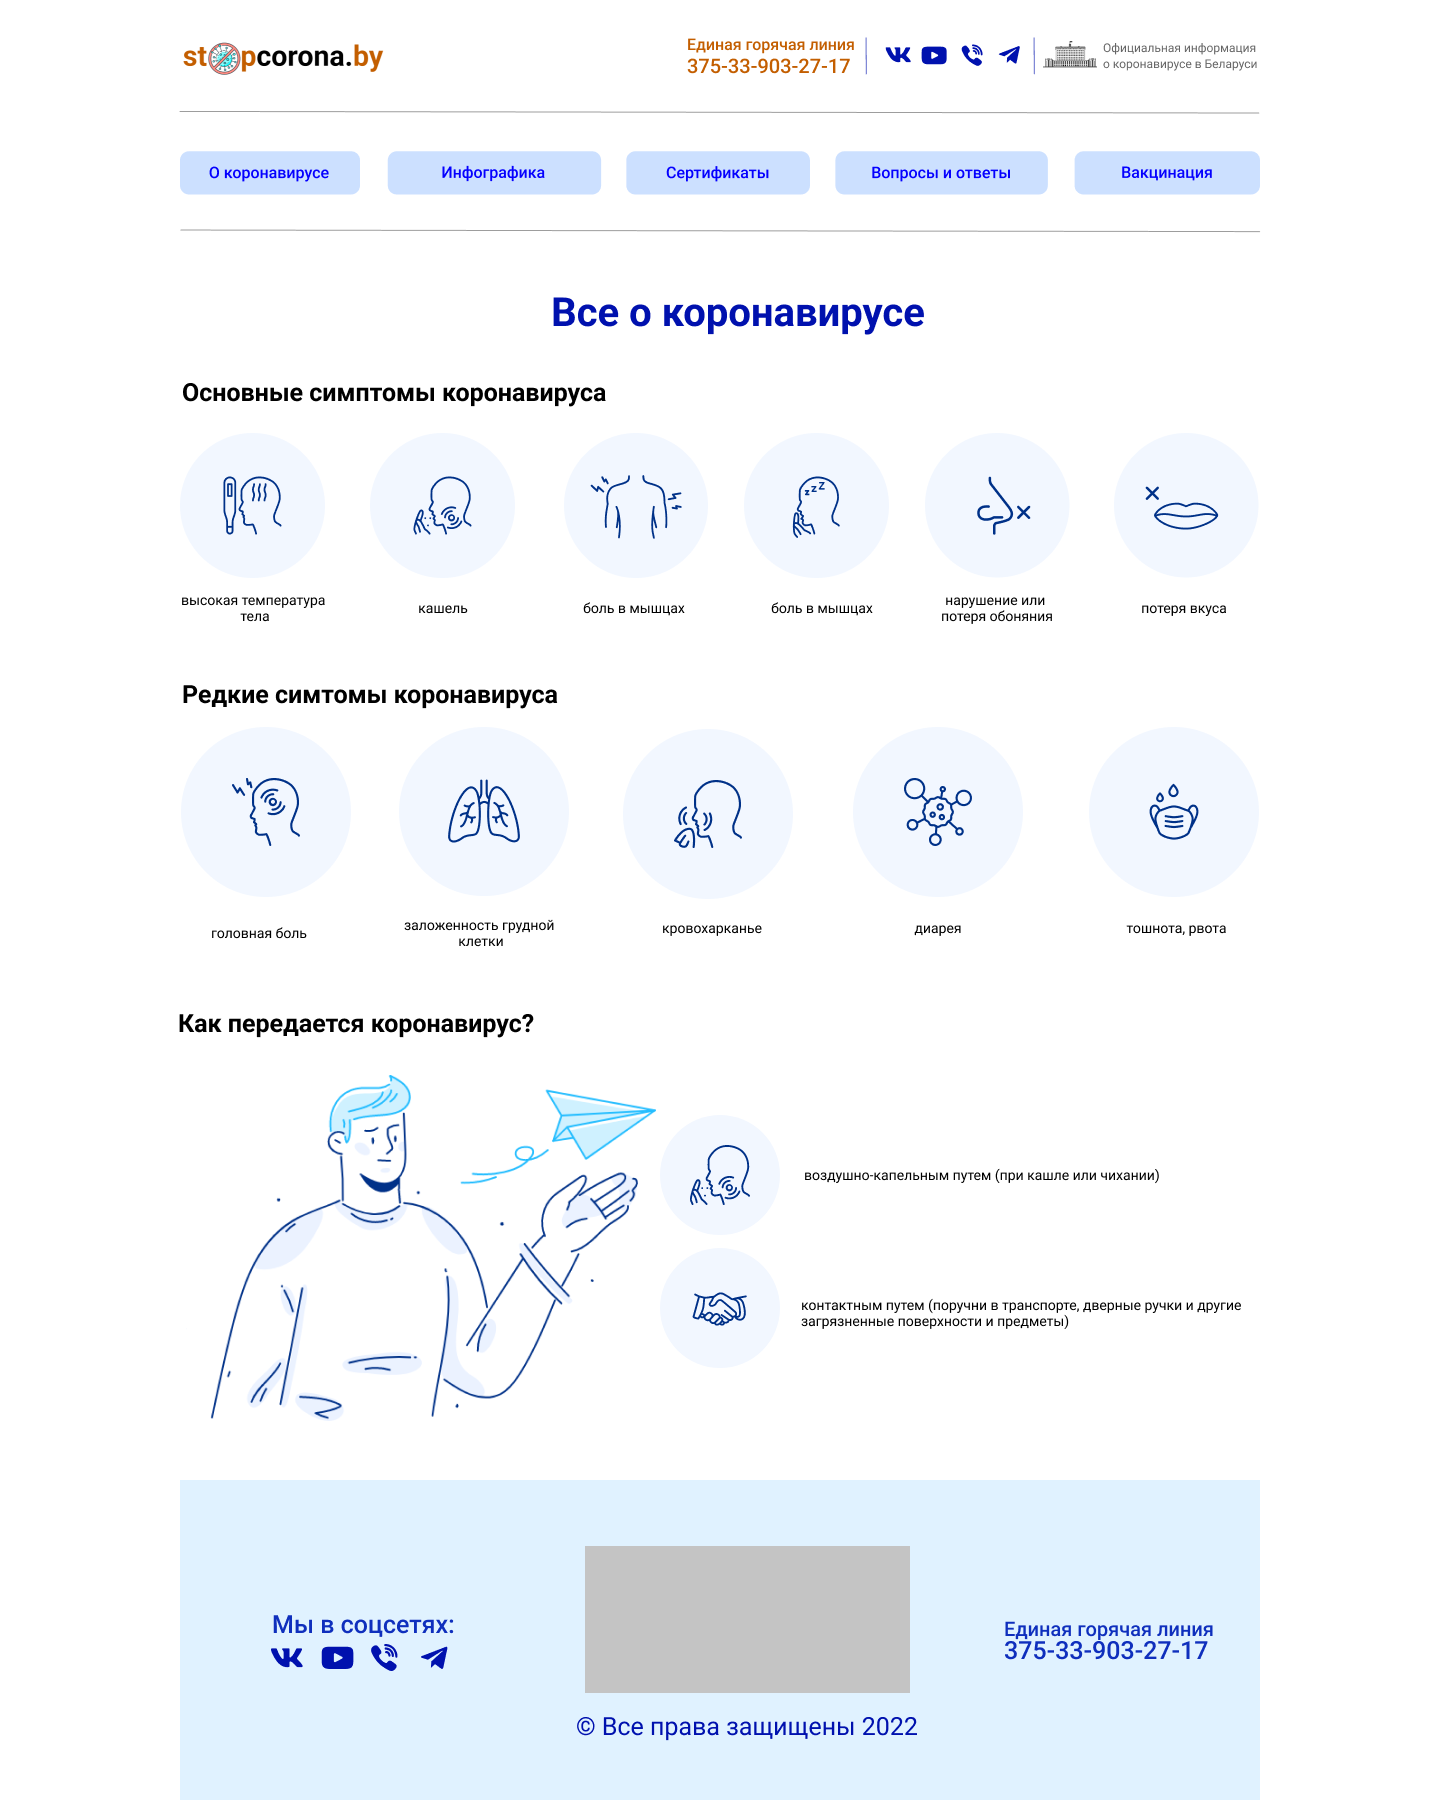 stopcorona.by
Единая горячая линия
375-33-903-27-17
Официальная информация
о коронавирусе в Беларуси
О коронавирусе
Инфографика
Сертификаты
Вопросы и ответы
Вакцинация
Все о коронавирусе
Основные симптомы коронавируса
высокая температура
тела
кашель
боль в мышцах
боль в мышцах
нарушение или
потеря обоняния
потеря вкуса
Редкие симтомы коронавируса
головная боль
заложенность грудной
клетки
кровохарканье
диарея
тошнота, рвота
Как передается коронавирус?
воздушно-капельным путем (при кашле или чихании)
контактным путем (поручни в транспорте, дверные ручки и другие
загрязненные поверхности и предметы)
Мы в соцсетях:
Единая горячая линия
375-33-903-27-17
© Все права защищены 2022